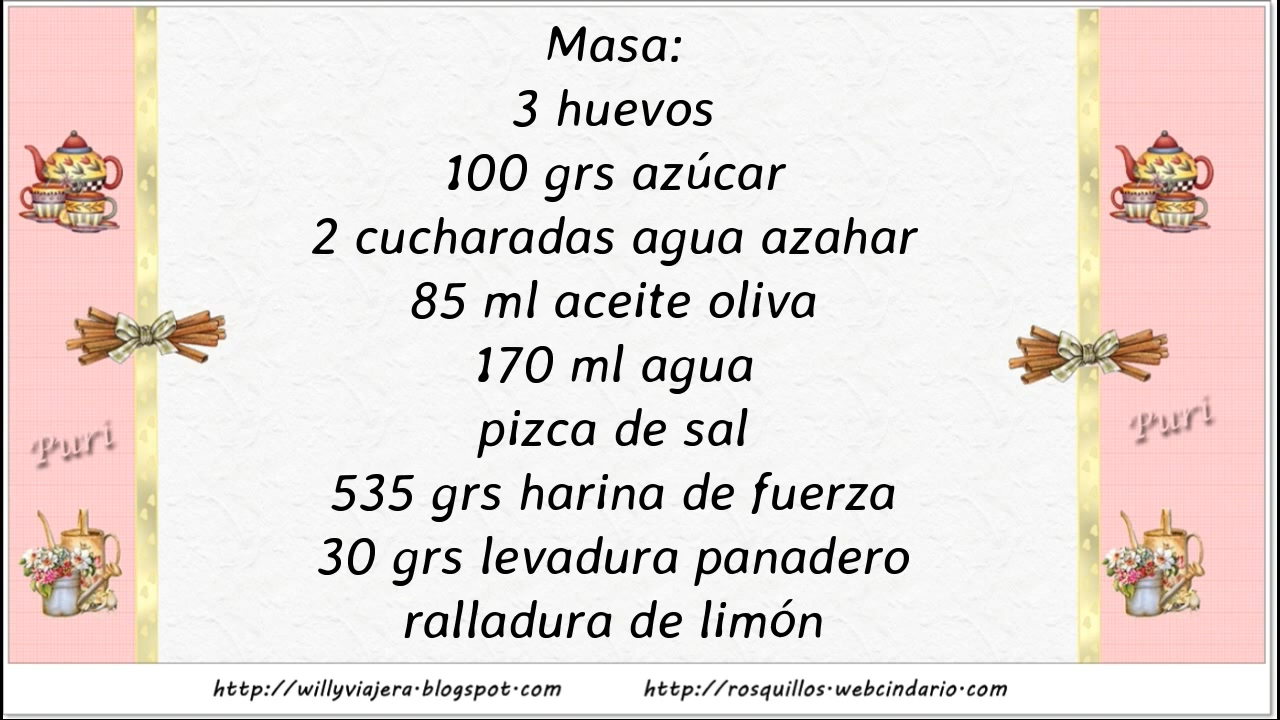 Masa:
3 huevos
100 grs azúcar
2 cucharadas agua azahar
85 ml aceite oliva
170 ml agua
pizca de sal
535 grs harina de fuerza
30 grs levadura panadero
ralladura de limón
Puri
Puri
http://willyviajera.blogspot.com
http://rosquillos.webcindario.com